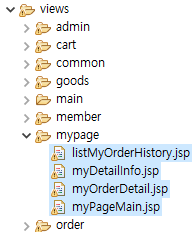 views
admin
cart
common
goods
main
member
mypage
listMyOrderHistory.jsp
myDetailInfo.jsp
myOrderDetail.jsp
myPageMain.jsp
order